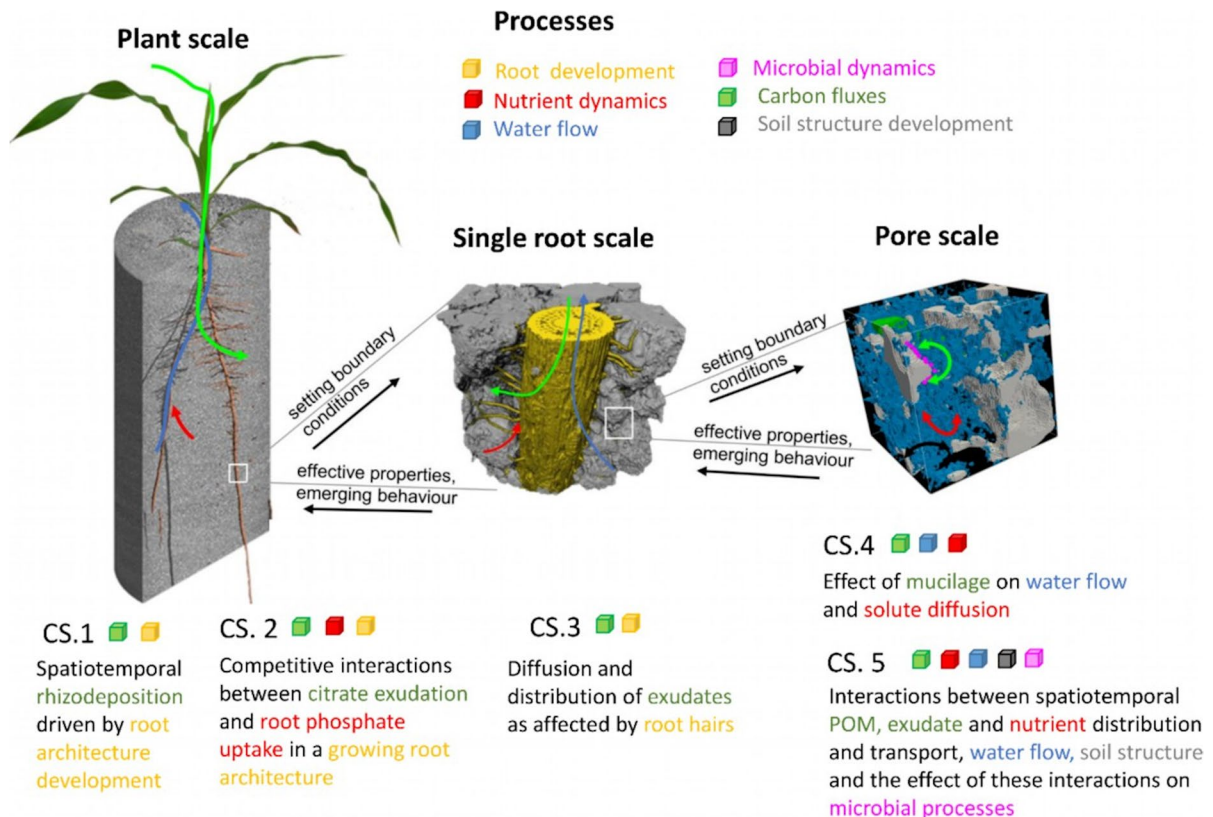 Plant scale
Processes
Root development
Nutrient dynamics
Water flow
Microbial dynamics
Carbon fluxes
Soil structure development
Single root scale
Pore scale
setting boundary
conditions
effective properties,
emerging behaviour
setting boundary
conditions
effective properties,
emerging behaviour
CS.1
Spatiotemporal
rhizodeposition
driven by root
architecture
development
CS. 2
Competitive interactions
between citrate exudation
and root phosphate
uptake in a growing root
architecture
CS.3
Diffusion and
distribution of exudates
as affected by root hairs
CS.4
Effect of mucilage on water flow
and solute diffusion
CS. 5
Interactions between spatiotemporal
POM, exudate and nutrient distribution
and transport, water flow, soil structure
and the effect of these interactions on
microbial processes